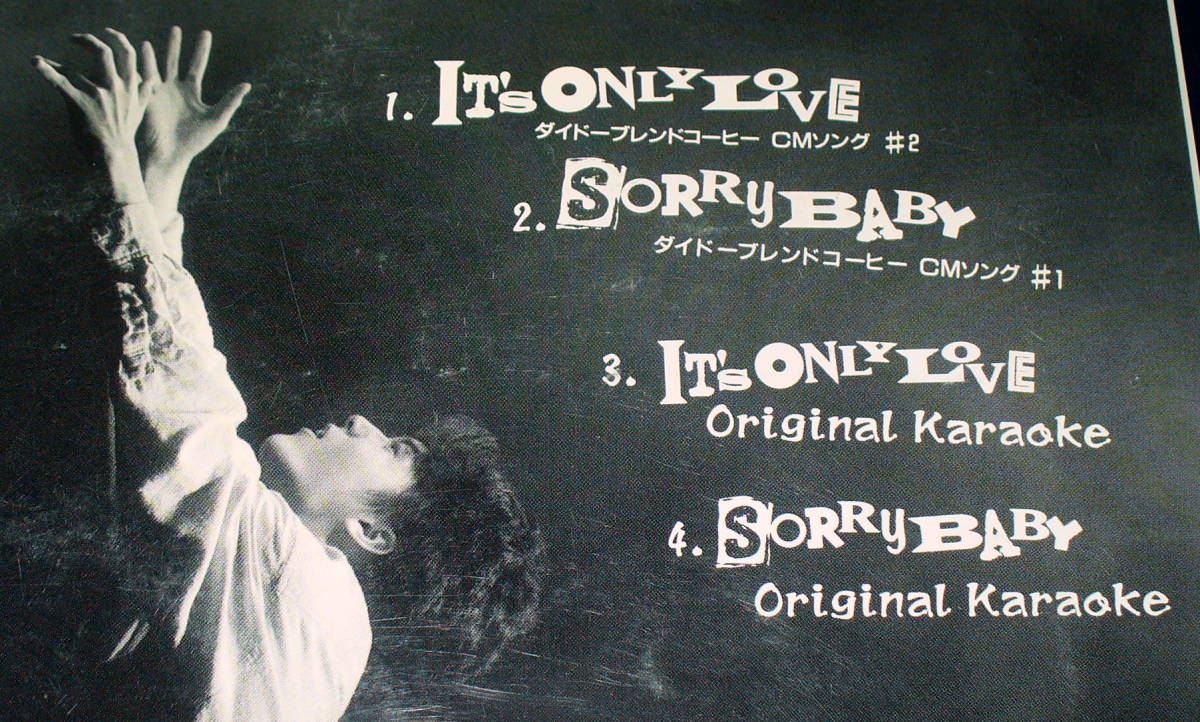 1. IT's ONLY LOVE
ダイドーブレンドコーヒー CMソング #2
2. SORRY BABY
ダイドーブレンドコーヒー CMソング #1
3. IT's ONLY LOVE
Original Karaoke
4. SORRY BABY
Original Karaoke